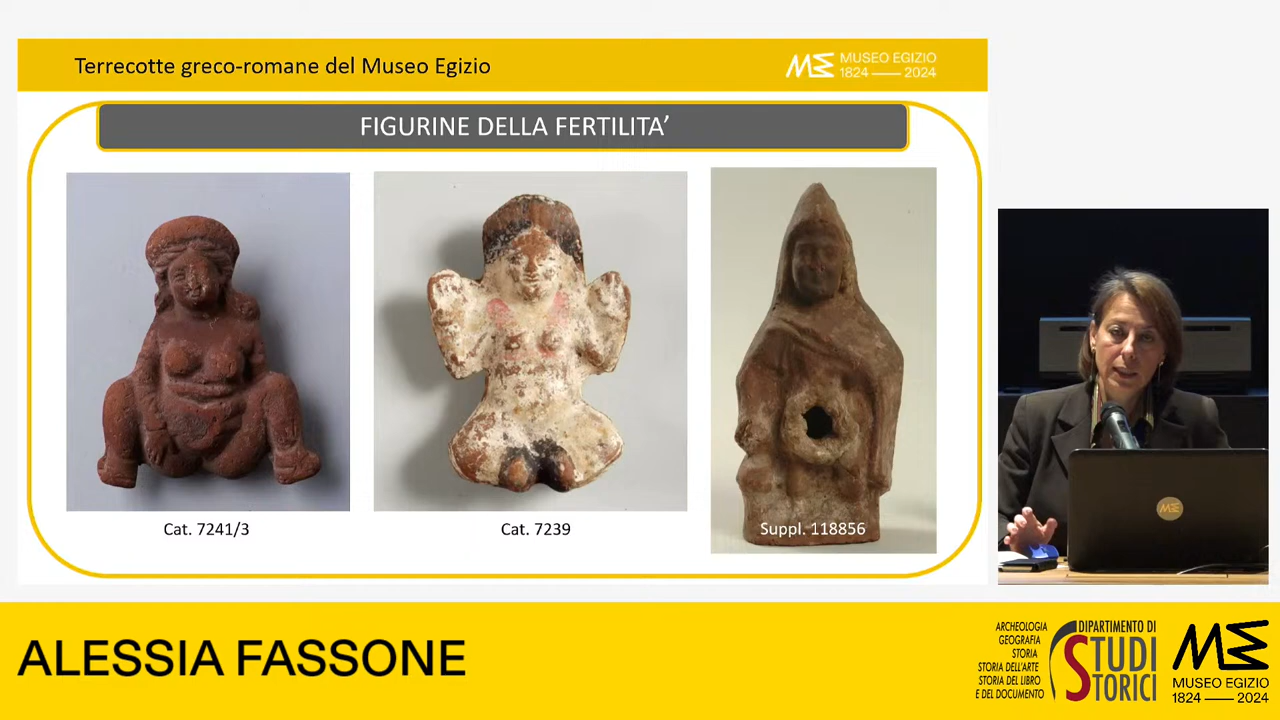 Terrecotte greco-romane del Museo Egizio
MUSEO EGIZIO
1824 — 2024
FIGURINE DELLA FERTILITA’
Cat. 7241/3
Cat. 7239
Suppl. 118856
ALESSIA FASSONE
ARCHEOLOGIA
GEOGRAFIA
STORIA
STORIA DELL'ARTE
STORIA DEL LIBRO
E DEL DOCUMENTO
DIPARTIMENTO DI
STUDI
STORICI
MUSEO EGIZIO
1824 — 2024